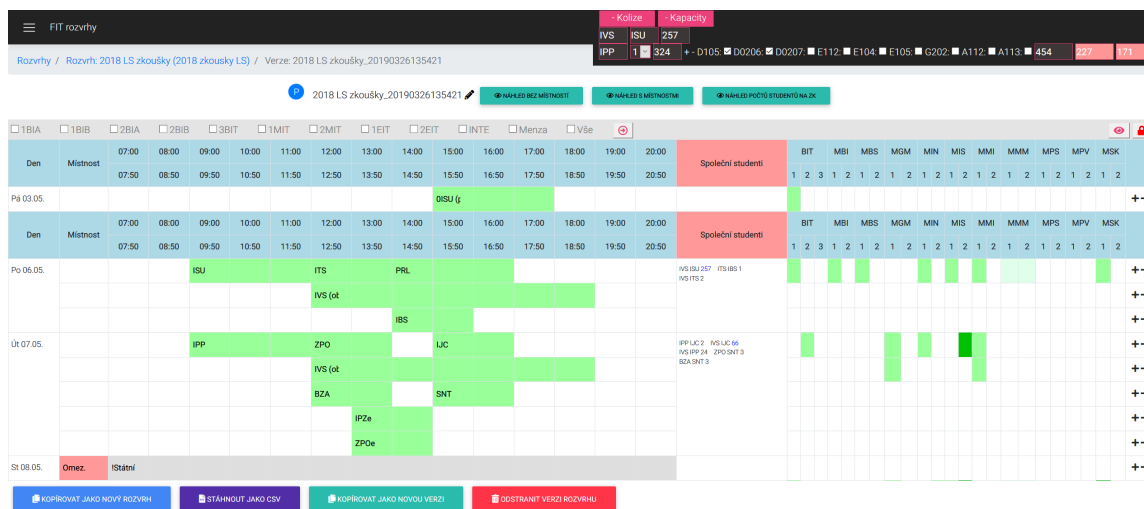 FIT rozvrhy
- Kolize - Kapacity
IVS ISU 257
IPP 1 324 + - D105: D0206: D0207: E112: E104: E105: G202: A112: A113: 454 227 171
Rozvrhy / Rozvrh: 2018 LS zkoušky (2018 zkousky LS) / Verze: 2018 LS zkoušky_20190326135421
P 2018 LS zkoušky_20190326135421 NÁHLED BEZ MÍSTNOSTÍ NÁHLED S MÍSTNOSTMI NÁHLED POČTŮ STUDENTŮ NA ZK
1BIA 1BIB 2BIA 2BIB 3BIT 1MIT 2MIT 1EIT 2EIT INTE Menza Vše
Den Místnost 07:00 08:00 09:00 10:00 11:00 12:00 13:00 14:00 15:00 16:00 17:00 18:00 19:00 20:00 Společní studenti BIT MBI MBS MGM MIN MIS MMI MMM MPS MPV MSK
07:50 08:50 09:50 10:50 11:50 12:50 13:50 14:50 15:50 16:50 17:50 18:50 19:50 20:50 1 2 3 1 2 1 2 1 2 1 2 1 2 1 2 1 2 1 2 1 2 1 2
Pá 03.05. 0ISU (p +-
Den Místnost 07:00 08:00 09:00 10:00 11:00 12:00 13:00 14:00 15:00 16:00 17:00 18:00 19:00 20:00 Společní studenti BIT MBI MBS MGM MIN MIS MMI MMM MPS MPV MSK
07:50 08:50 09:50 10:50 11:50 12:50 13:50 14:50 15:50 16:50 17:50 18:50 19:50 20:50 1 2 3 1 2 1 2 1 2 1 2 1 2 1 2 1 2 1 2 1 2 1 2
Po 06.05. ISU ITS PRL IVS ISU 257 ITS IBS 1 +-
IVS ITS 2
IVS (ob +-
IBS +-
Út 07.05. IPP ZPO IJC IPP IJC 2 IVS IJC 66 +-
IVS IPP 24 ZPO SNT 3
BZA SNT 3
IVS (ob +-
BZA SNT +-
IPZe +-
ZPOe +-
St 08.05. Omez. !Státní +-
KOPÍROVAT JAKO NOVÝ ROZVRH STÁHNOUT JAKO CSV KOPÍROVAT JAKO NOVOU VERZI ODSTRANIT VERZI ROZVRHU